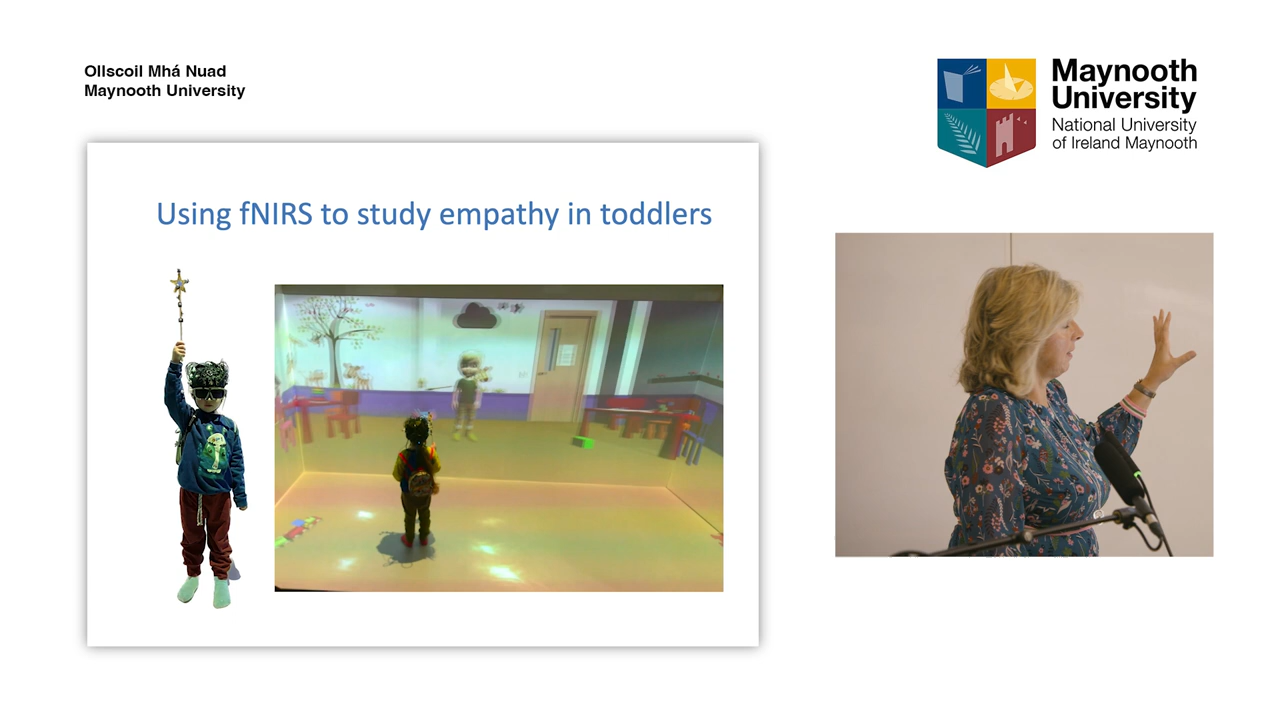 Ollscoil Mhá Nuad
Maynooth University
Maynooth
University
National University
of Ireland Maynooth
Using fNIRS to study empathy in toddlers